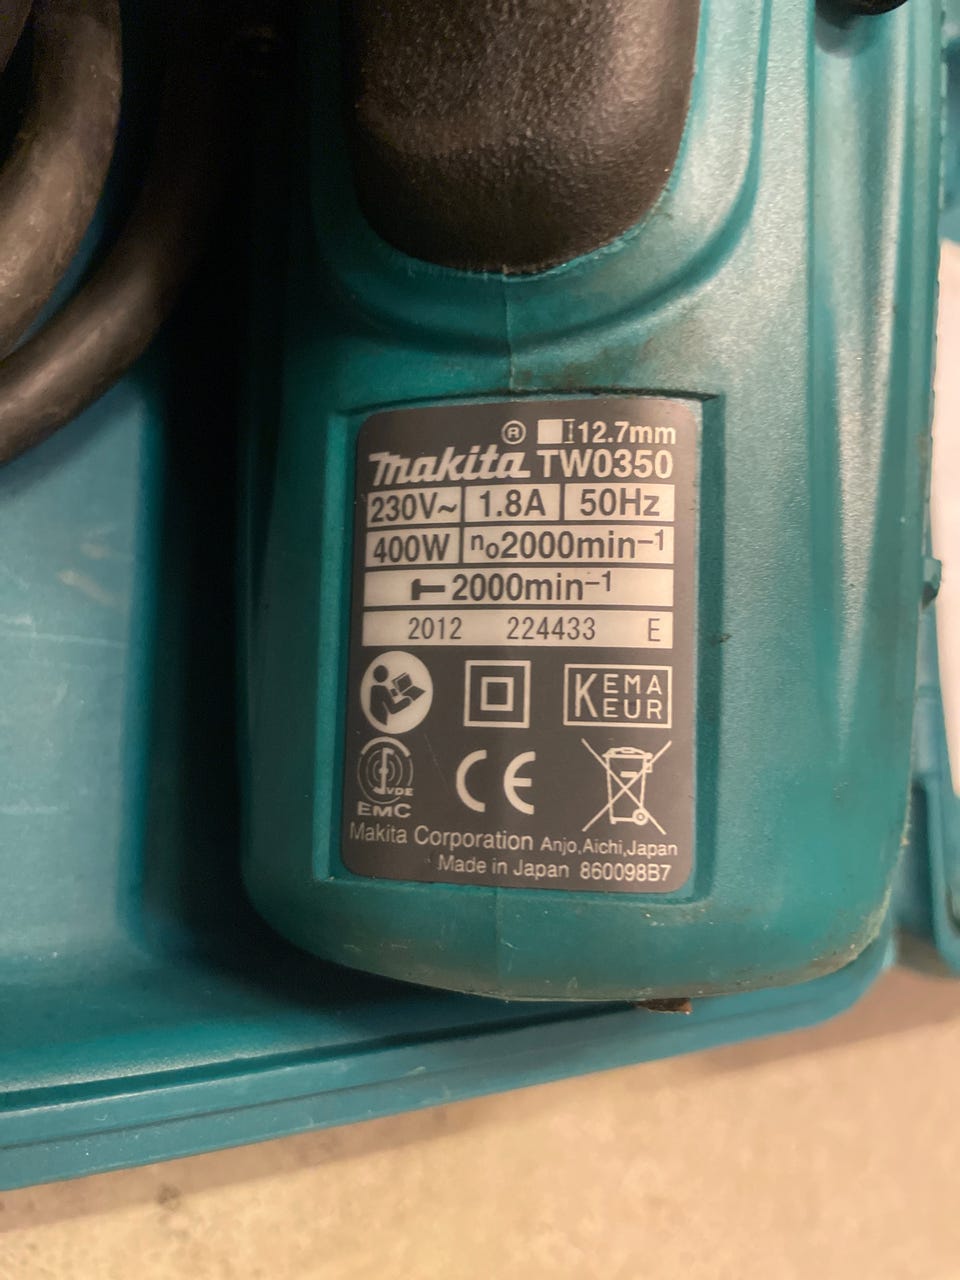 ® 12.7mm
makita TW0350
230V~ 1.8A 50Hz
400W n₀2000min⁻¹
2000min⁻¹
2012 224433 E
KEMA
EUR
VDE
EMC
CE
Makita Corporation Anjo,Aichi,Japan
Made in Japan 860098B7